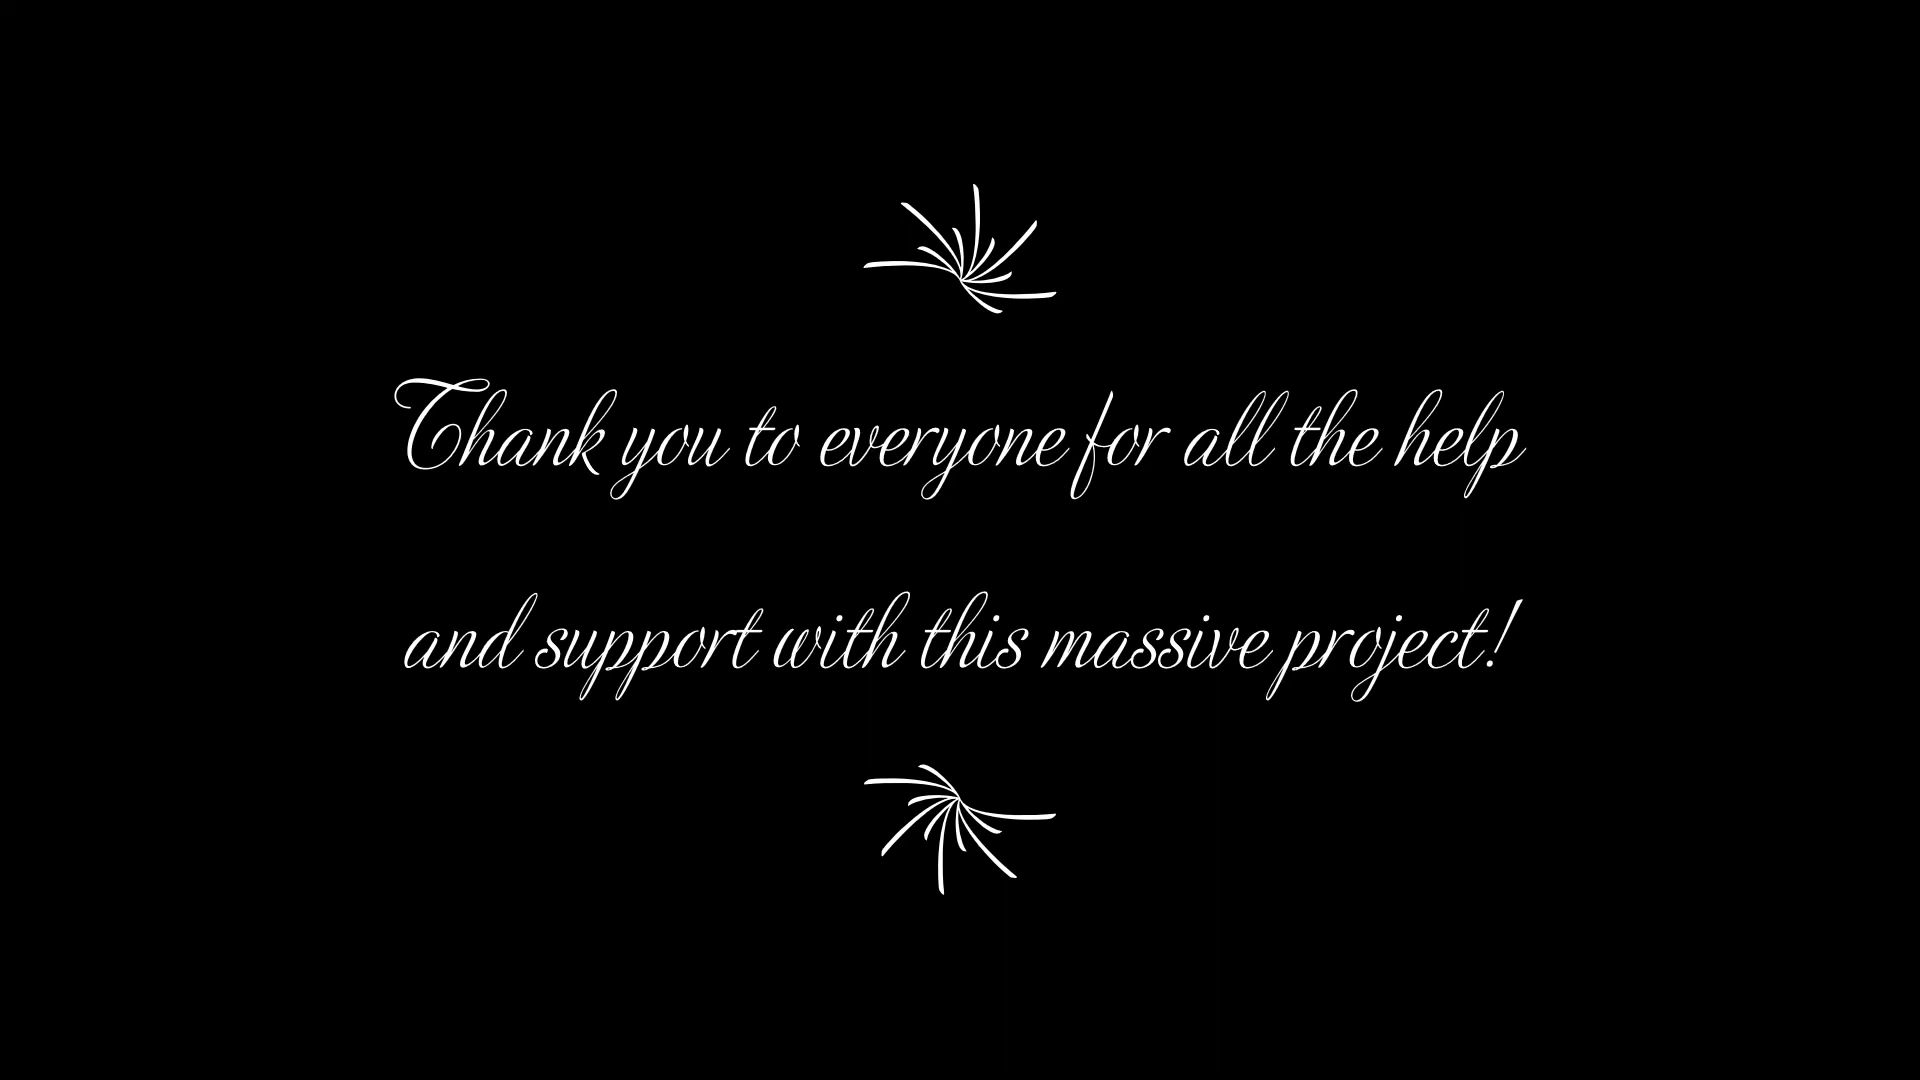 Thank you to everyone for all the help
and support with this massive project!